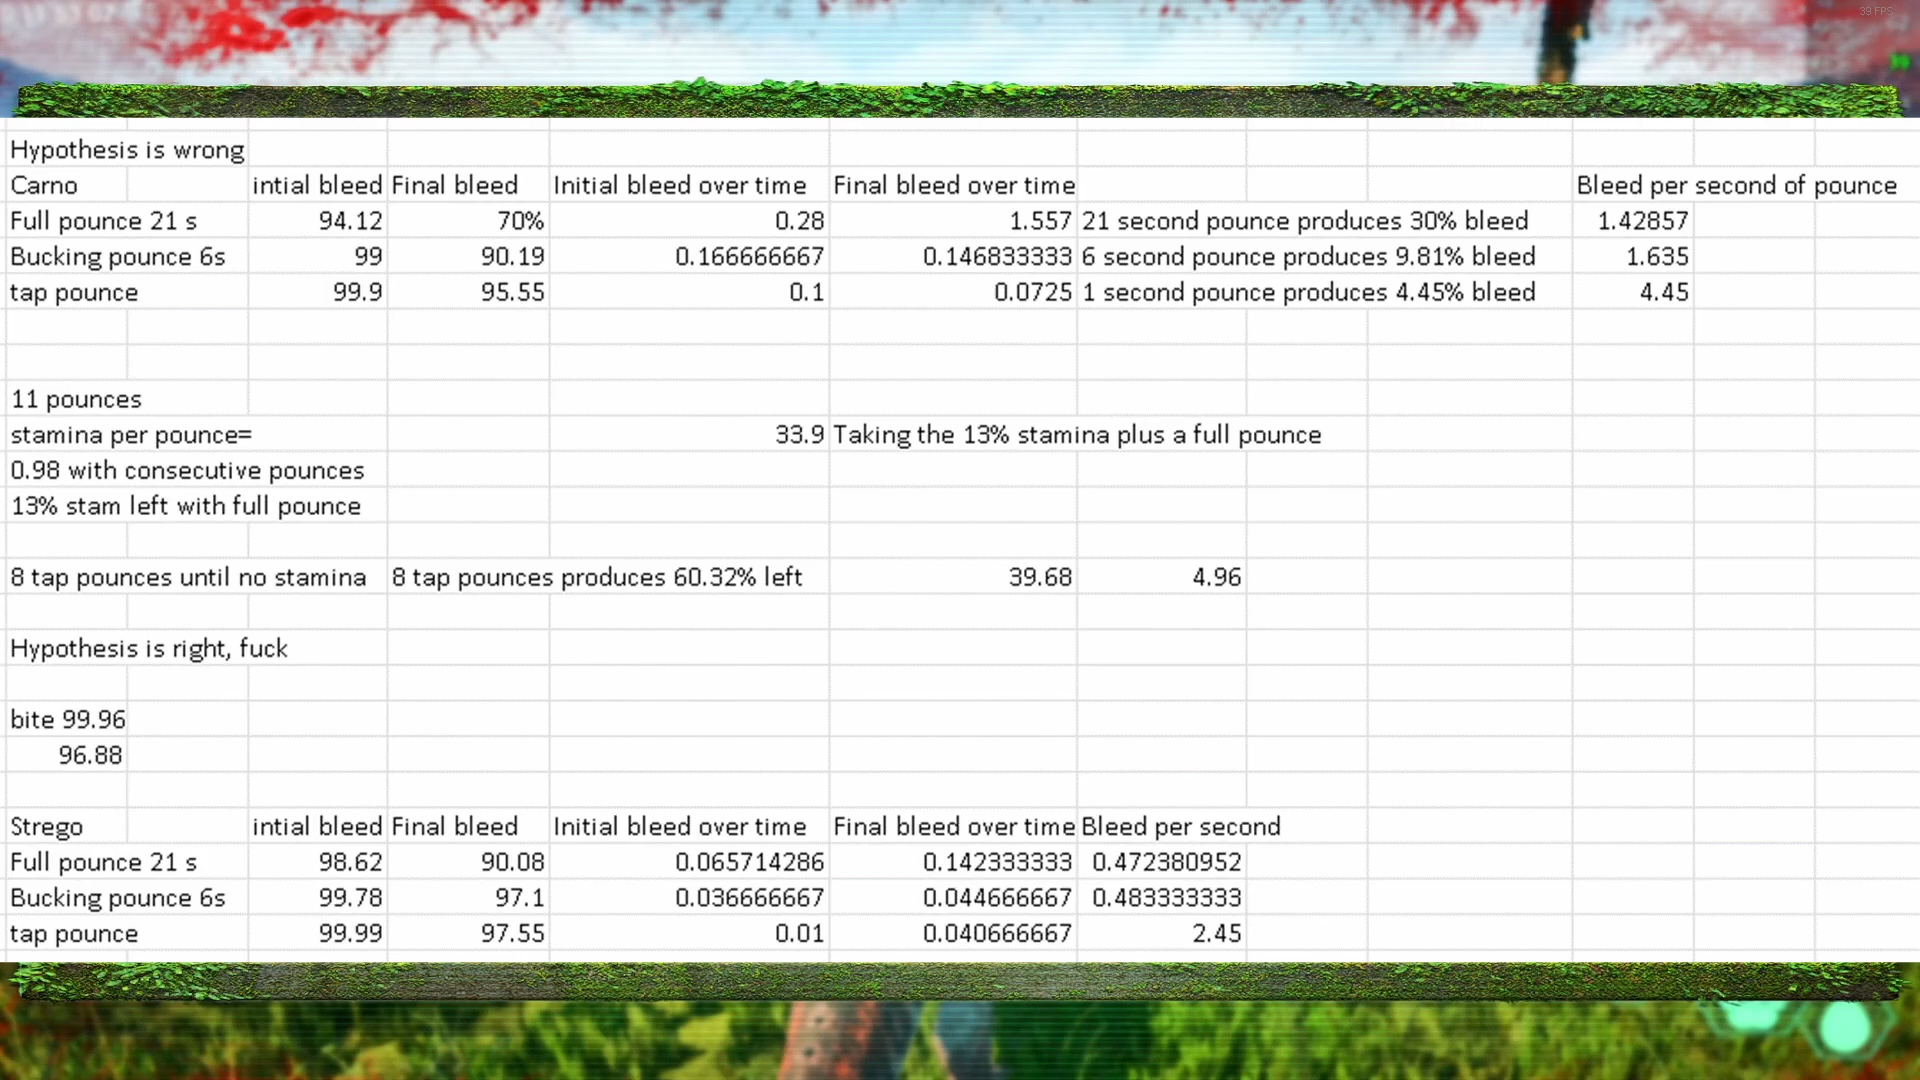 39 FPS
39
Hypothesis is wrong
Carno intial bleed Final bleed Initial bleed over time Final bleed over time Bleed per second of pounce
Full pounce 21 s 94.12 70% 0.28 1.557 21 second pounce produces 30% bleed 1.42857
Bucking pounce 6s 99 90.19 0.166666667 0.146833333 6 second pounce produces 9.81% bleed 1.635
tap pounce 99.9 95.55 0.1 0.0725 1 second pounce produces 4.45% bleed 4.45
11 pounces
stamina per pounce= 33.9 Taking the 13% stamina plus a full pounce
0.98 with consecutive pounces
13% stam left with full pounce
8 tap pounces until no stamina 8 tap pounces produces 60.32% left 39.68 4.96
Hypothesis is right, fuck
bite 99.96
96.88
Strego intial bleed Final bleed Initial bleed over time Final bleed over time Bleed per second
Full pounce 21 s 98.62 90.08 0.065714286 0.142333333 0.472380952
Bucking pounce 6s 99.78 97.1 0.036666667 0.044666667 0.483333333
tap pounce 99.99 97.55 0.01 0.040666667 2.45